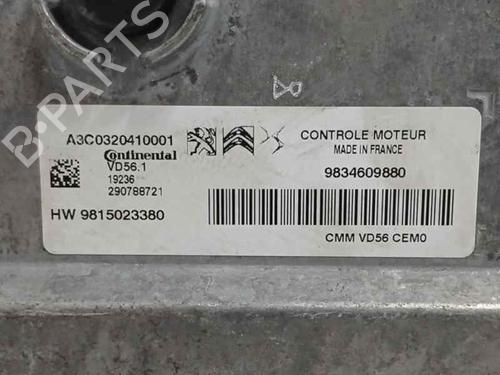 A3C0320410001
Continental
VD56.1
19236
290788721
HW 9815023380
CONTROLE MOTEUR
MADE IN FRANCE
9834609880
CMM VD56 CEM0
B-PARTS